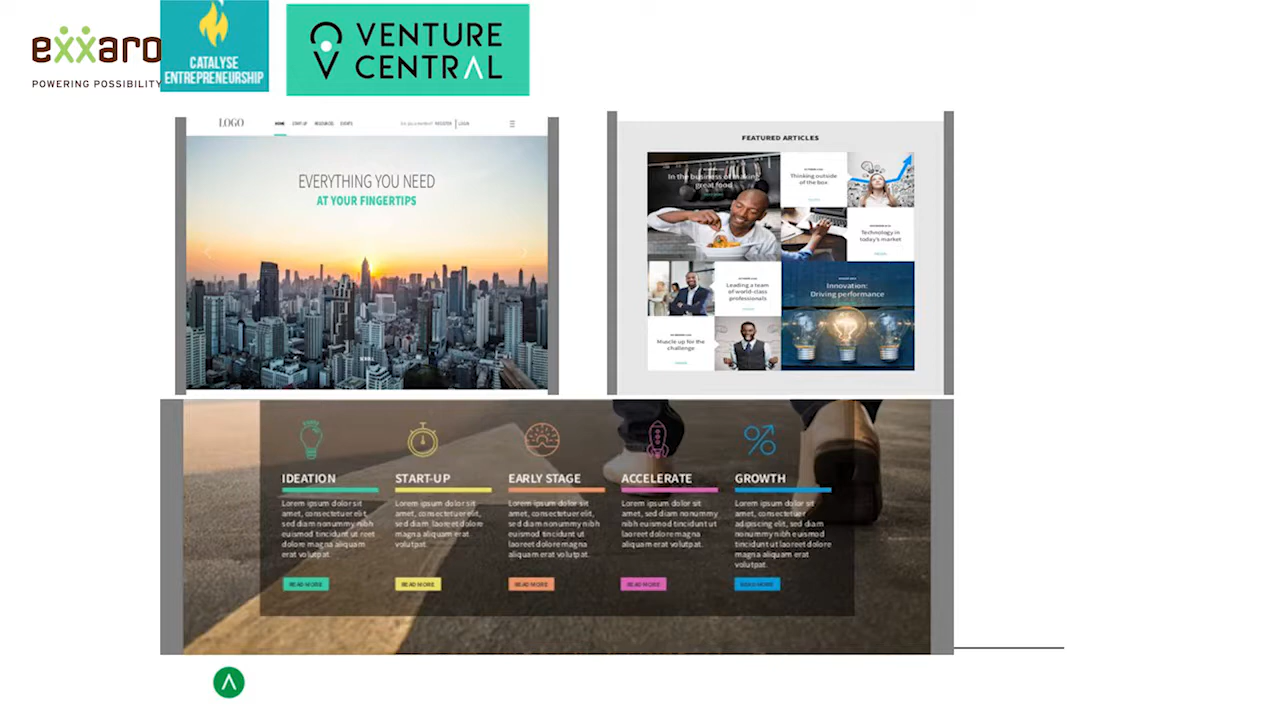 exxaro
POWERING POSSIBILITY
CATALYSE
ENTREPRENEURSHIP
VENTURE
CENTRAL
LOGO
HOME START-UP RESOURCES EVENTS
REGISTER LOGIN
EVERYTHING YOU NEED
AT YOUR FINGERTIPS
SCROLL
FEATURED ARTICLES
In the business of making
great food
Thinking outside
of the box
Technology in
today's market
Leading a team
of world-class
professionals
Innovation:
Driving performance
Muscle up for the
challenge
IDEATION
Lorem ipsum dolor sit
amet, consectetuer elit,
sed diam nonummy nibh
euismod tincidunt ut reet
dolore magna aliquam
erat volutpat.
READ MORE
START-UP
Lorem ipsum dolor sit
amet, consectetuer elit,
sed diam, laoreet dolore
magna aliquam erat
volutpat.
READ MORE
EARLY STAGE
Lorem ipsum dolor sit
amet, consectetuer elit,
sed diam nonummy nibh
euismod tincidunt ut
laoreet dolore magna
aliquam erat volutpat.
READ MORE
ACCELERATE
Lorem ipsum dolor sit
amet, sed diam nonummy
nibh euismod tincidunt ut
laoreet dolore magna
aliquam erat volutpat.
READ MORE
GROWTH
Lorem ipsum dolor sit
amet, consectetuer
adipiscing elit, sed diam
nonummy nibh euismod
tincidunt ut laoreet dolore
magna aliquam erat
volutpat.
READ MORE